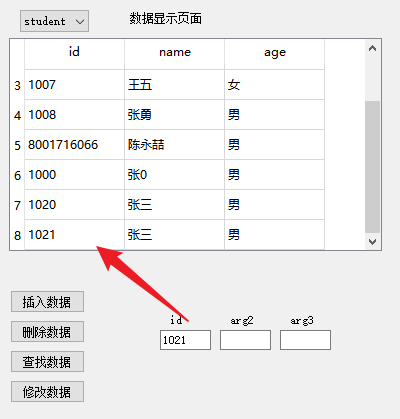 student 数据显示页面
id name age
3 1007 王五 女
4 1008 张勇 男
5 8001716066 陈永喆 男
6 1000 张0 男
7 1020 张三 男
8 1021 张三 男
插入数据
id arg2 arg3
删除数据 1021
查找数据
修改数据